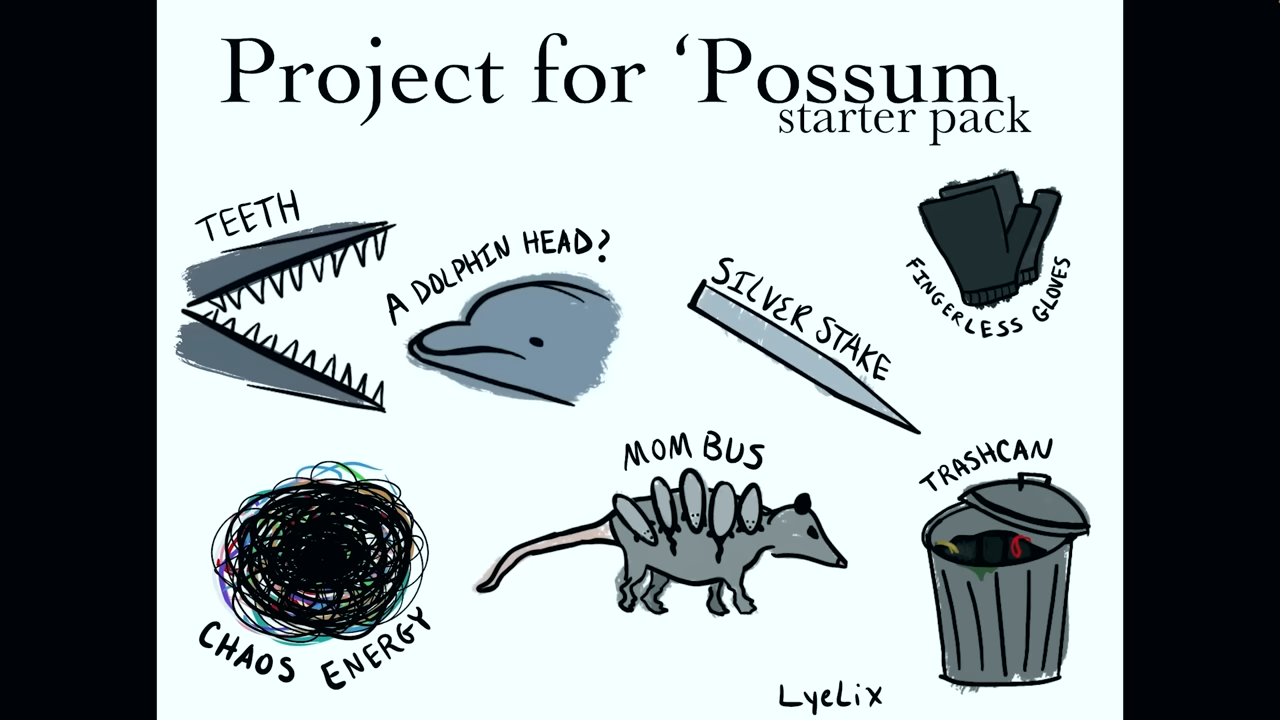 Project for ‘Possum
starter pack
TEETH
A DOLPHIN HEAD?
SILVER STAKE
FINGERLESS GLOVES
CHAOS ENERGY
MOM BUS
TRASHCAN
LyeLix